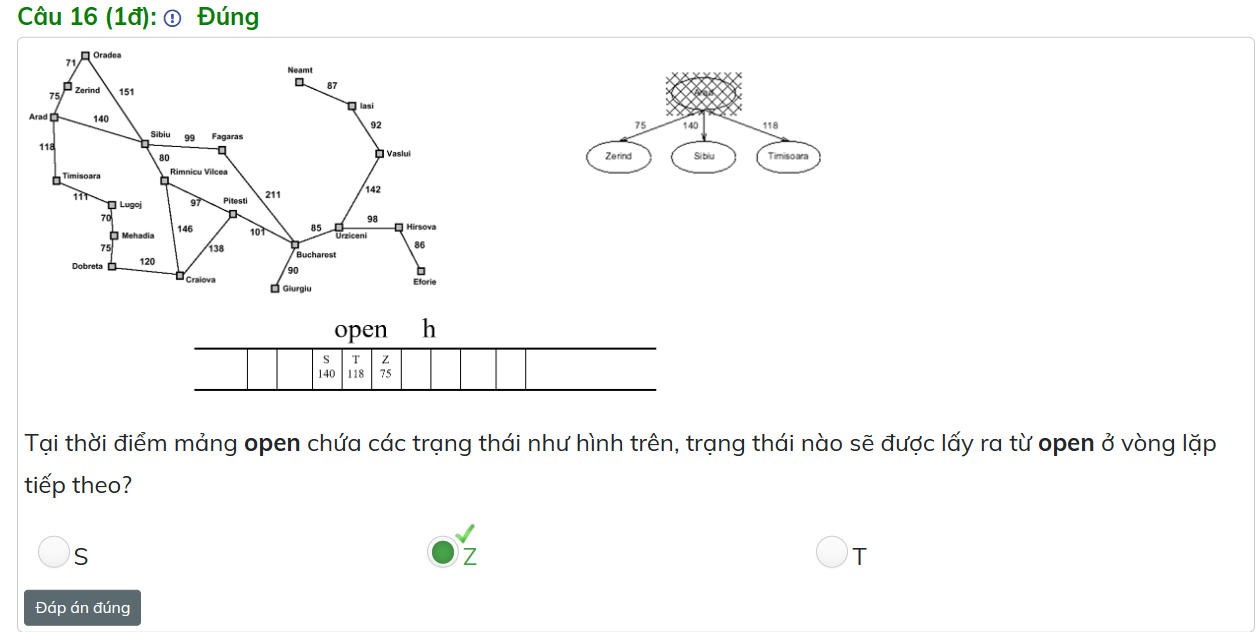 Câu 16 (1đ): Đúng
Oradea
71
Neamt
Zerind
151
87
75
Iasi
Arad
140
92
Sibiu
99
Fagaras
118
80
Vaslui
Timisoara
Rimnicu Vilcea
111
Lugoj
97
Pitesti
211
142
70
Mehadia
146
101
85
98
Hirsova
Urziceni
75
138
86
Bucharest
Dobreta
120
90
Craiova
Eforie
Giurgiu
Arad
75 140 118
Zerind Sibiu Timisoara
open h
S T Z
140 118 75
Tại thời điểm mảng open chứa các trạng thái như hình trên, trạng thái nào sẽ được lấy ra từ open ở vòng lặp
tiếp theo?
S Z T
Đáp án đúng